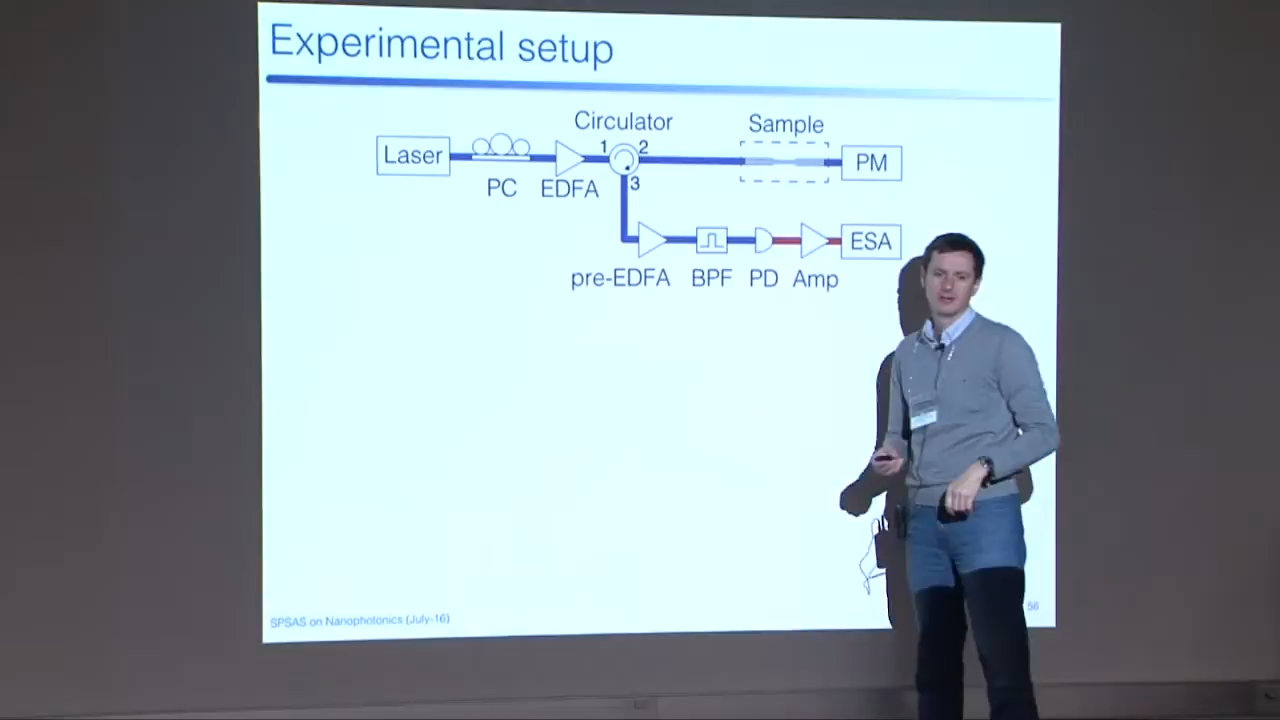 Experimental setup
Circulator
Sample
Laser
1
2
PM
PC
EDFA
3
ESA
pre-EDFA
BPF
PD
Amp
SPSAS on Nanophotonics (July-16)
56